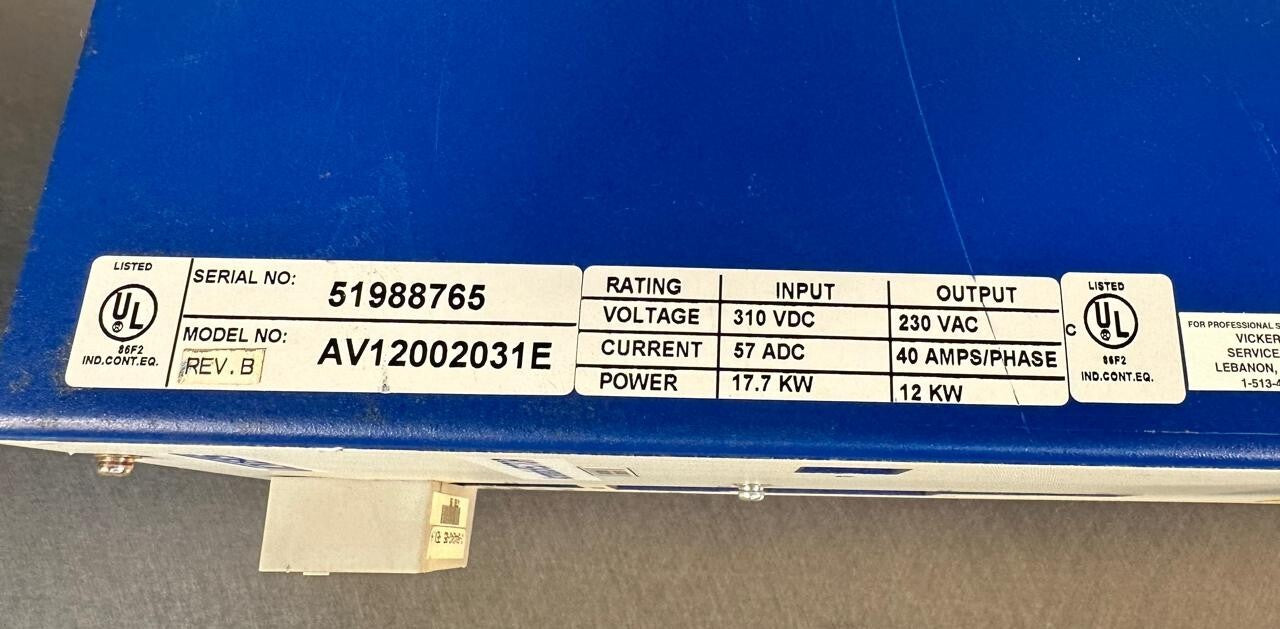 LISTED
UL
®
86F2
IND.CONT.EQ.
SERIAL NO: 51988765
MODEL NO: AV12002031E
REV. B
RATING INPUT OUTPUT
VOLTAGE 310 VDC 230 VAC
CURRENT 57 ADC 40 AMPS/PHASE
POWER 17.7 KW 12 KW
LISTED
C UL
®
86F2
IND.CONT.EQ.
FOR PROFESSIONAL
VICKER
SERVICE
LEBANON,
1-513-4